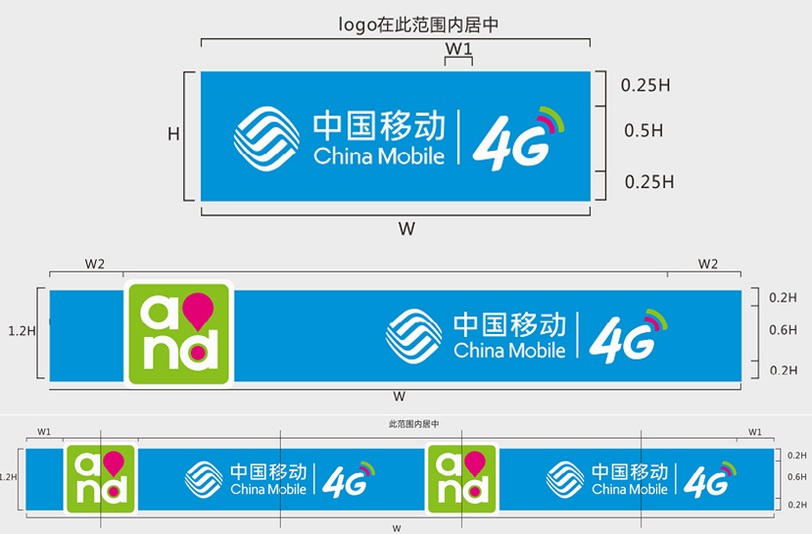 logo在此范围内居中
W1
0.25H
中国移动
4G
H
0.5H
China Mobile
0.25H
W
W2
W2
0.2H
and
中国移动
4G
1.2H
0.6H
China Mobile
0.2H
W
此范围内居中
W1
W1
0.2H
and
中国移动
4G
and
中国移动
4G
1.2H
0.6H
China Mobile
China Mobile
0.2H
W